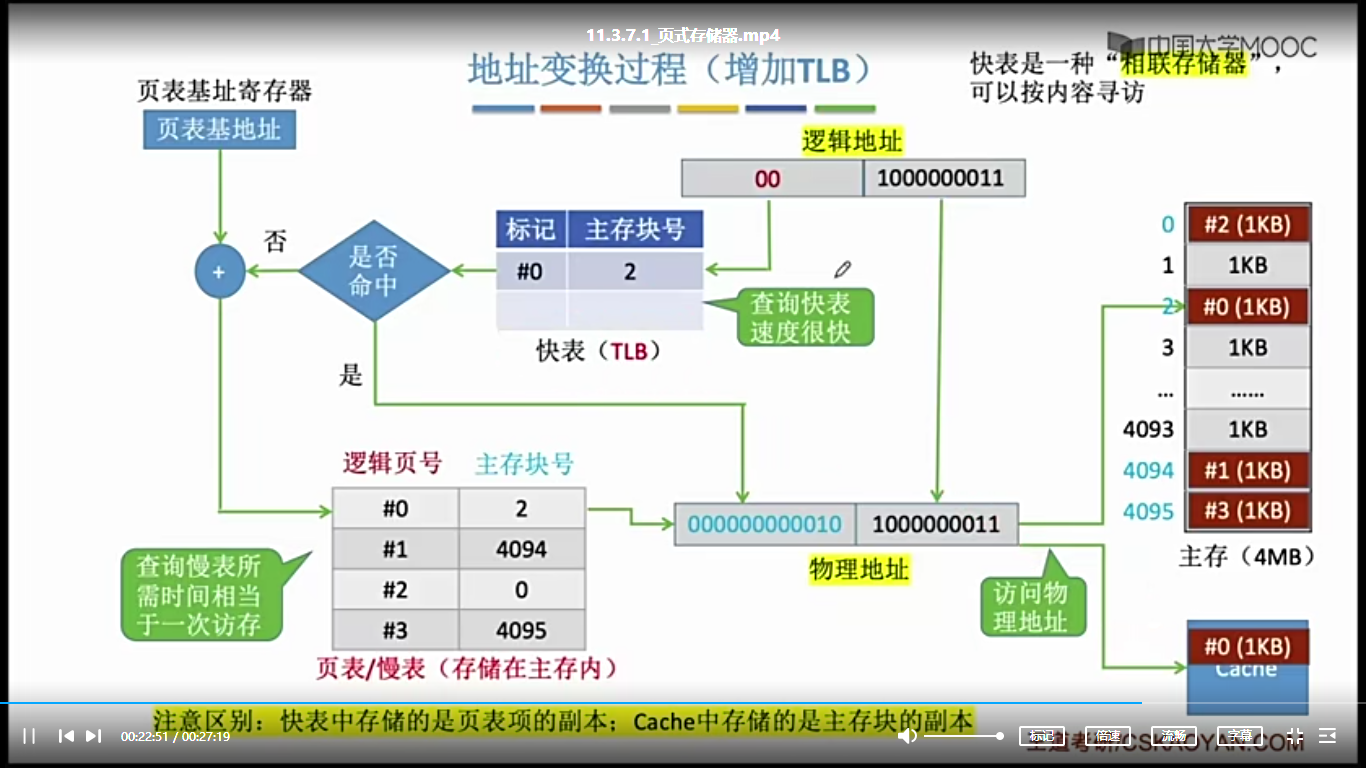 11.3.7.1_页式存储器.mp4
中国大学MOOC
地址变换过程（增加TLB）
快表是一种“相联存储器”，
可以按内容寻访
页表基址寄存器
页表基地址
逻辑地址
00 1000000011
标记 主存块号
#0 2
快表（TLB）
查询快表
速度很快
是否
命中
否
是
+
0 #2 (1KB)
1 1KB
2 #0 (1KB)
3 1KB
... ......
4093 1KB
4094 #1 (1KB)
4095 #3 (1KB)
主存（4MB）
逻辑页号 主存块号
#0 2
#1 4094
#2 0
#3 4095
页表/慢表（存储在主存内）
查询慢表所
需时间相当
于一次访存
000000000010 1000000011
物理地址
访问物
理地址
#0 (1KB)
Cache
注意区别：快表中存储的是页表项的副本；Cache中存储的是主存块的副本
00:22:51 / 00:27:19
标记 倍速 流畅 字幕
王道考研/CSKAOYAN.COM